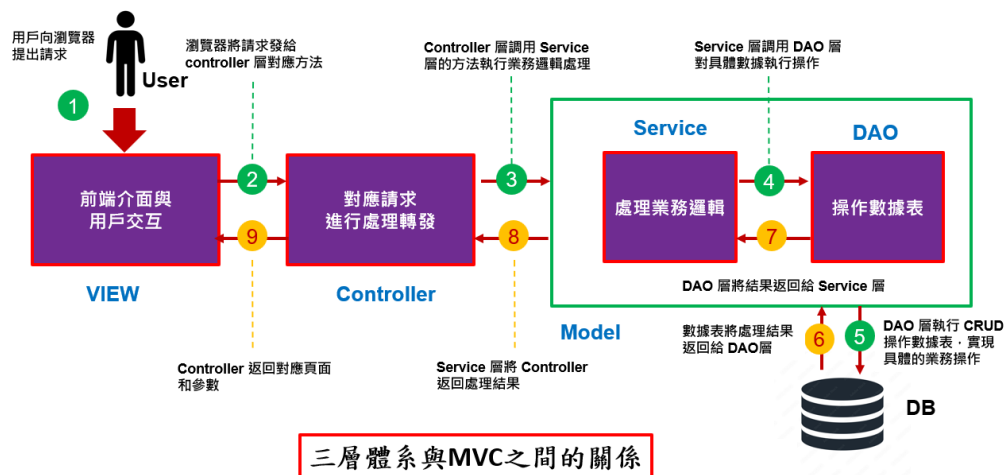 用戶向瀏覽器
提出請求
User
1
瀏覽器將請求發給
controller 層對應方法
Controller 層調用 Service
層的方法執行業務邏輯處理
Service 層調用 DAO 層
對具體數據執行操作
前端介面與
用戶交互
VIEW
2
9
對應請求
進行處理轉發
Controller
3
8
Service
處理業務邏輯
4
7
DAO
操作數據表
DAO 層將結果返回給 Service 層
Model
Controller 返回對應頁面
和參數
Service 層將 Controller
返回處理結果
數據表將處理結果
返回給 DAO層
6
5
DAO 層執行 CRUD
操作數據表，實現
具體的業務操作
DB
三層體系與MVC之間的關係